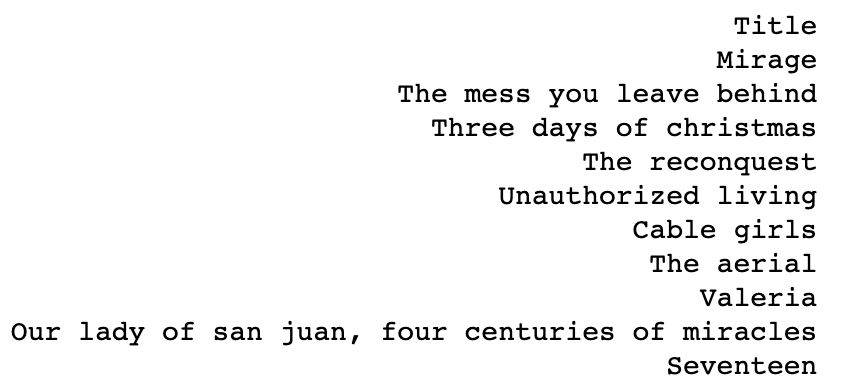 Title
Mirage
The mess you leave behind
Three days of christmas
The reconquest
Unauthorized living
Cable girls
The aerial
Valeria
Our lady of san juan, four centuries of miracles
Seventeen